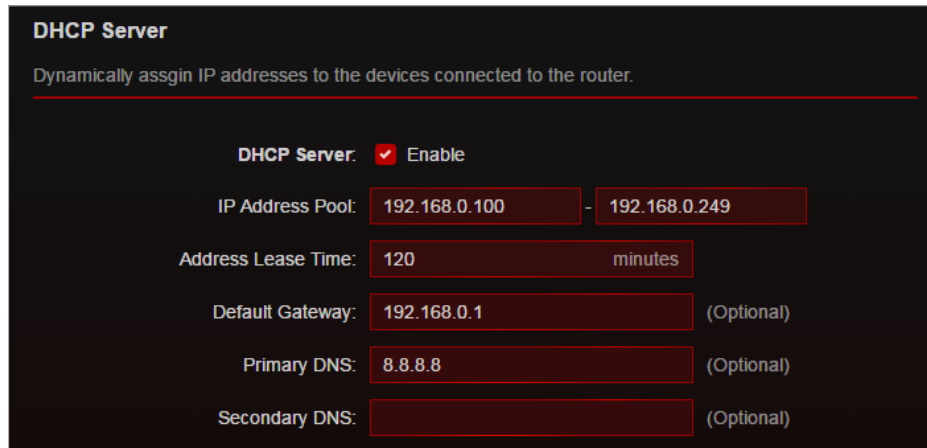 DHCP Server
Dynamically assgin IP addresses to the devices connected to the router.
DHCP Server: Enable
IP Address Pool: 192.168.0.100 - 192.168.0.249
Address Lease Time: 120 minutes
Default Gateway: 192.168.0.1 (Optional)
Primary DNS: 8.8.8.8 (Optional)
Secondary DNS: (Optional)